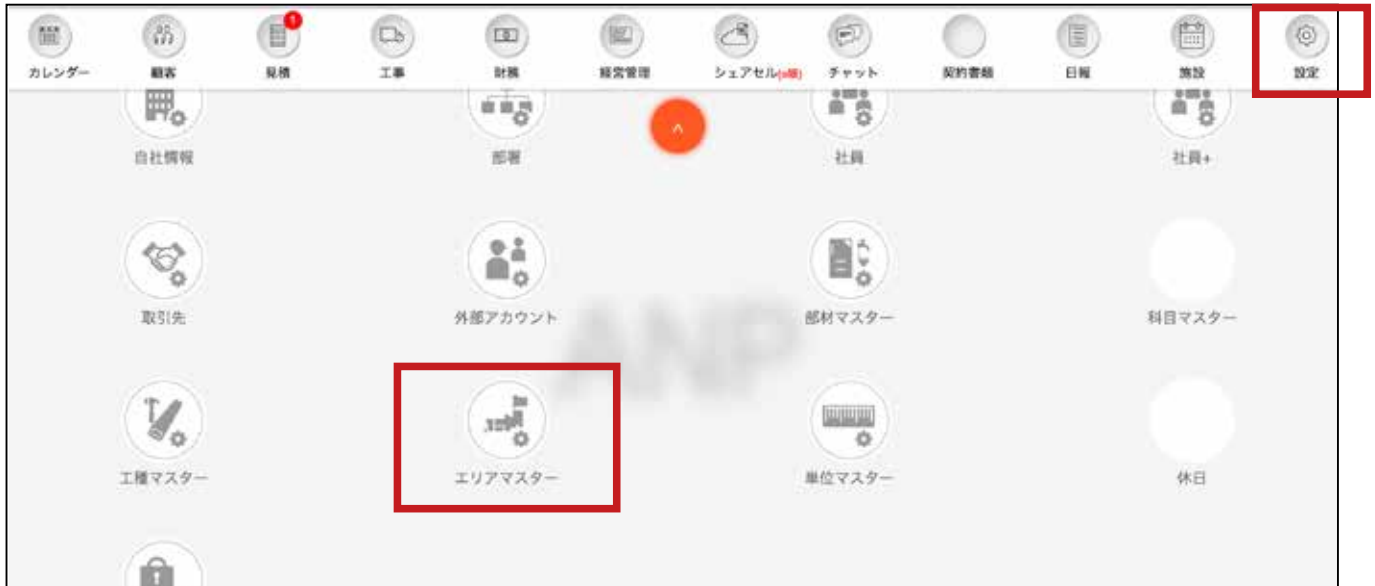 1
カレンダー 顧客 見積 工事 財務 経営管理 シェアセル(α版) チャット 契約書類 日報 施設 設定
自社情報 部署 社員 社員+
取引先 外部アカウント 部材マスター 科目マスター
ANP
工種マスター エリアマスター 単位マスター 休日